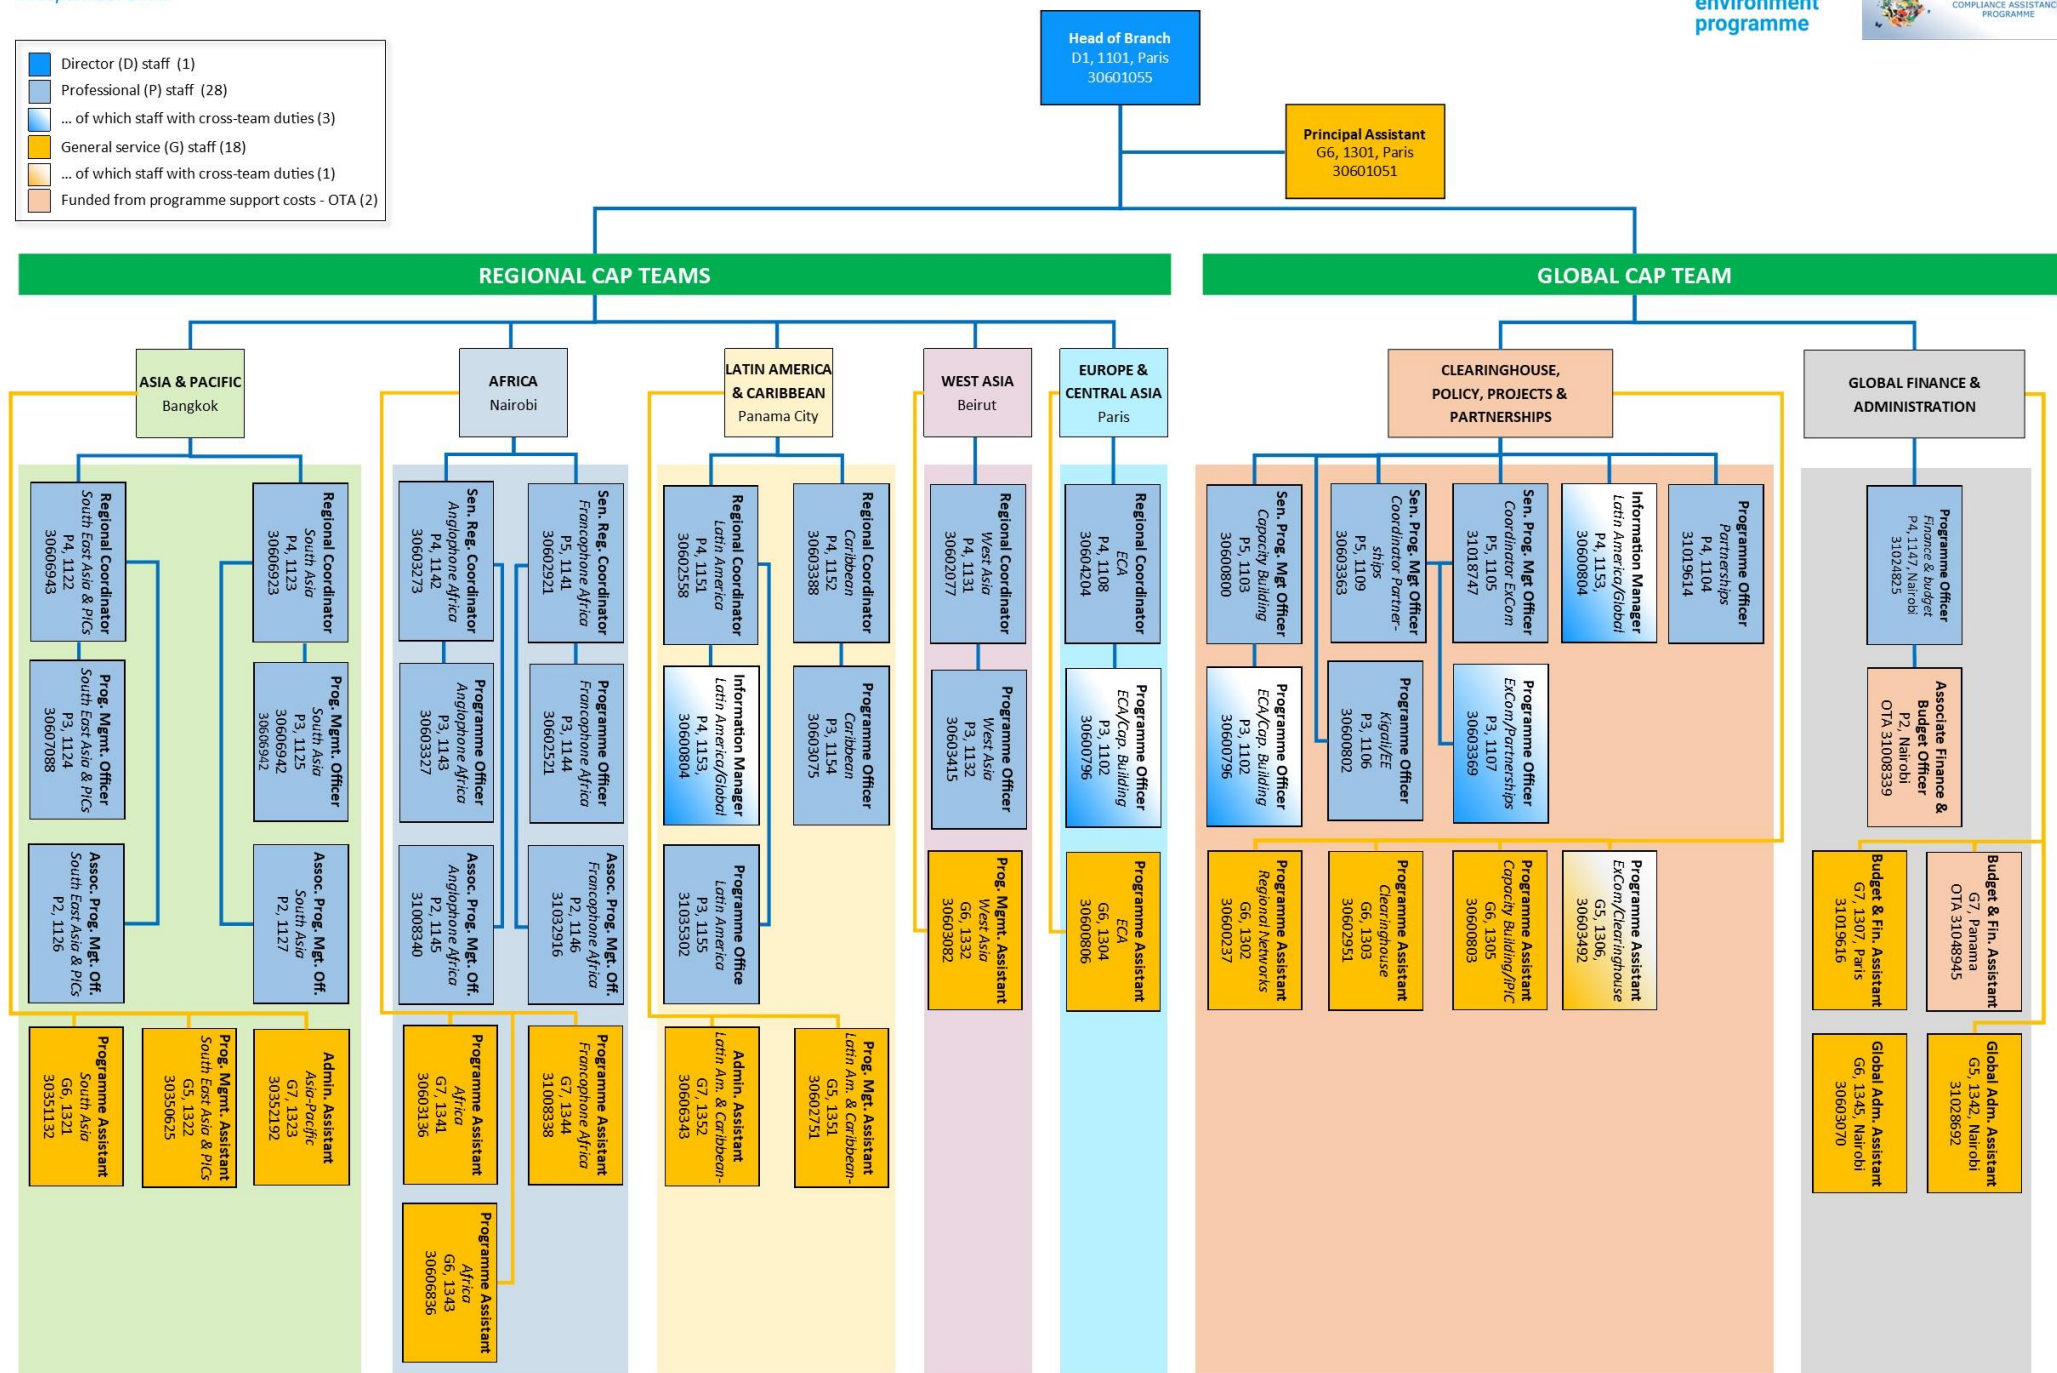 environment
programme
COMPLIANCE ASSISTANCE
PROGRAMME
Director (D) staff (1)
Professional (P) staff (28)
... of which staff with cross-team duties (3)
General service (G) staff (18)
... of which staff with cross-team duties (1)
Funded from programme support costs - OTA (2)
Head of Branch
D1, 1101, Paris
30601055
Principal Assistant
G6, 1301, Paris
30601051
REGIONAL CAP TEAMS
GLOBAL CAP TEAM
ASIA & PACIFIC
Bangkok
AFRICA
Nairobi
LATIN AMERICA
& CARIBBEAN
Panama City
WEST ASIA
Beirut
EUROPE &
CENTRAL ASIA
Paris
CLEARINGHOUSE,
POLICY, PROJECTS &
PARTNERSHIPS
GLOBAL FINANCE &
ADMINISTRATION
Regional Coordinator
South East Asia & PICs
P4, 1122
30606943
Regional Coordinator
South Asia
P4, 1123
30606923
Sen. Reg. Coordinator
Anglophone Africa
P4, 1142
30603273
Sen. Reg. Coordinator
Francophone Africa
P5, 1141
30602921
Regional Coordinator
Latin America
P4, 1151
30602558
Regional Coordinator
Caribbean
P4, 1152
30603388
Regional Coordinator
West Asia
P4, 1131
30602077
Regional Coordinator
ECA
P4, 1108
30604204
Sen. Prog. Mgt Officer
Capacity Building
P5, 1103
30600800
Sen. Prog. Mgt Officer
Coordinator Partner-
ships
P5, 1109
30603363
Sen. Prog. Mgt Officer
Coordinator ExCom
P5, 1105
31018747
Information Manager
Latin America/Global
P4, 1153,
30600804
Programme Officer
Partnerships
P4, 1104
31019614
Programme Officer
Finance & budget
P4, 1147, Nairobi
31024825
Prog. Mgmt. Officer
South East Asia & PICs
P3, 1124
30607088
Prog. Mgmt. Officer
South Asia
P3, 1125
30606942
30606942
Programme Officer
Anglophone Africa
P3, 1143
30603327
Programme Officer
Francophone Africa
P3, 1144
30602521
Information Manager
Latin America/Global
P4, 1153,
30600804
Programme Officer
Caribbean
P3, 1154
30603075
Programme Officer
West Asia
P3, 1132
30603415
Programme Officer
ECA/Cap. Building
P3, 1102
30600796
Programme Officer
ECA/Cap. Building
P3, 1102
30600796
Programme Officer
Kigali/EE
P3, 1106
30600802
Programme Officer
ExCom/Partnerships
P3, 1107
30603369
Associate Finance &
Budget Officer
P2, Nairobi
OTA 31008339
Assoc. Prog. Mgt. Off.
South East Asia & PICs
P2, 1126
Assoc. Prog. Mgt. Off.
South Asia
P2, 1127
Assoc. Prog. Mgt. Off.
Anglophone Africa
P2, 1145
31008340
Assoc. Prog. Mgt. Off.
Francophone Africa
P2, 1146
31032916
Programme Office
Latin America
P3, 1155
31035302
Prog. Mgmt. Assistant
West Asia
G6, 1332
30603082
Programme Assistant
ECA
G6, 1304
30600806
Programme Assistant
Regional Networks
G6, 1302
30600237
Programme Assistant
Clearinghouse
G6, 1303
30602951
Programme Assistant
Capacity Building/iPIC
G6, 1305
30600803
Programme Assistant
ExCom/Clearinghouse
G5, 1306,
30603492
Budget & Fin. Assistant
G7, 1307, Paris
31019616
Budget & Fin. Assistant
G7, Panama
OTA 31048945
Programme Assistant
South Asia
G6, 1321
30351132
Prog. Mgmt. Assistant
South East Asia & PICs
G5, 1322
30350625
Admin. Assistant
Asia-Pacific
G7, 1323
30352192
Programme Assistant
Africa
G7, 1341
30603136
Programme Assistant
Francophone Africa
G7, 1344
31008338
Admin. Assistant
Latin Am. & Caribbean-
G7, 1352
30606343
Prog. Mgt. Assistant
Latin Am. & Caribbean-
G5, 1351
30602751
Global Adm. Assistant
G6, 1345, Nairobi
30603070
Global Adm. Assistant
G5, 1342, Nairobi
31028692
Programme Assistant
Africa
G6, 1343
30606836